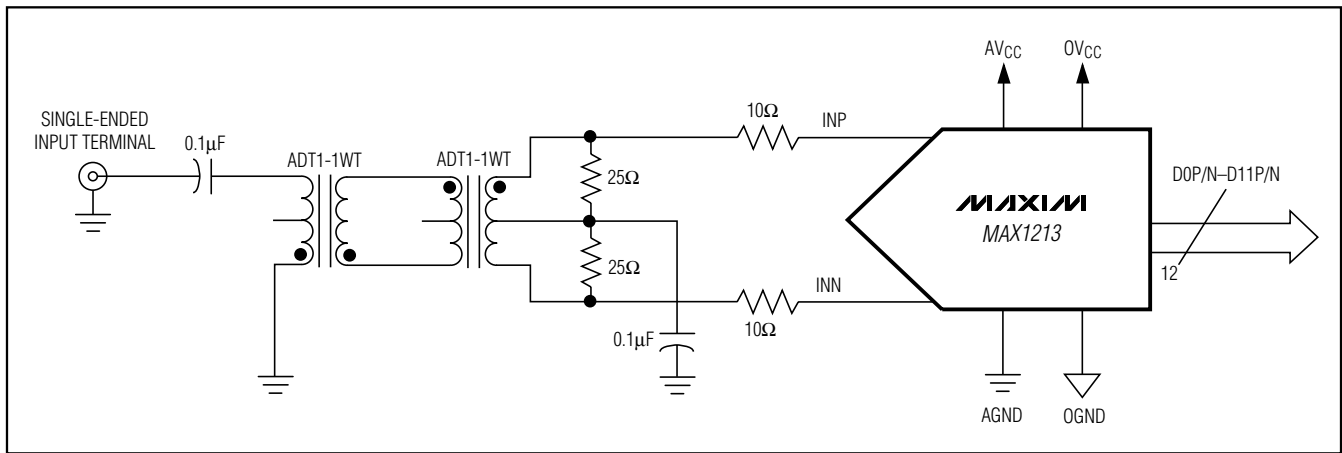 SINGLE-ENDED
INPUT TERMINAL
0.1μF
ADT1-1WT
ADT1-1WT
25Ω
25Ω
0.1μF
10Ω
INP
INN
10Ω
AVCC
OVCC
MAXIM
MAX1213
D0P/N–D11P/N
12
AGND
OGND